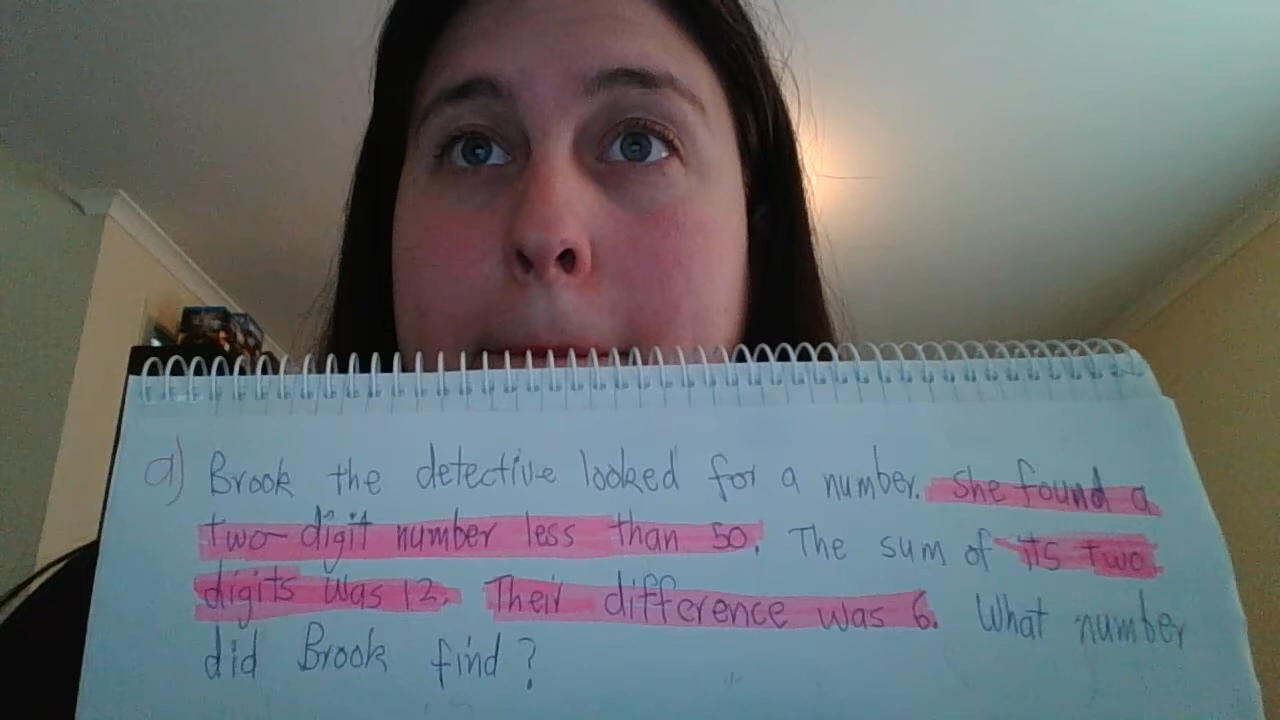 a) Brook the detective looked for a number. She found a
two-digit number less than 50. The sum of its two
digits was 12. Their difference was 6. What number
did Brook find?